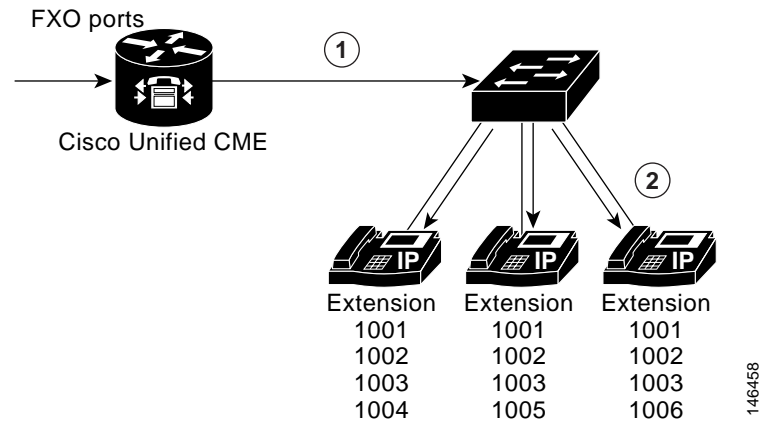 FXO ports
1
Cisco Unified CME
2
IP IP IP
Extension Extension Extension
1001 1001 1001
1002 1002 1002
1003 1003 1003
1004 1005 1006
146458